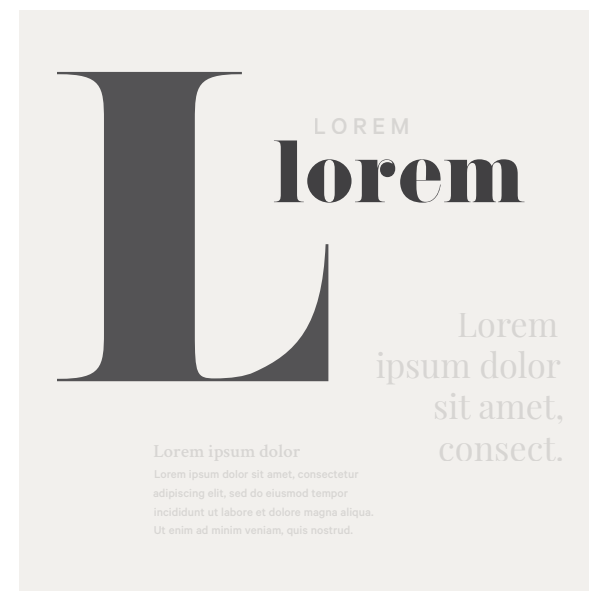 L
LOREM
lorem
Lorem
ipsum dolor
sit amet,
consect.
Lorem ipsum dolor
Lorem ipsum dolor sit amet, consectetur
adipiscing elit, sed do eiusmod tempor
incididunt ut labore et dolore magna aliqua.
Ut enim ad minim veniam, quis nostrud.